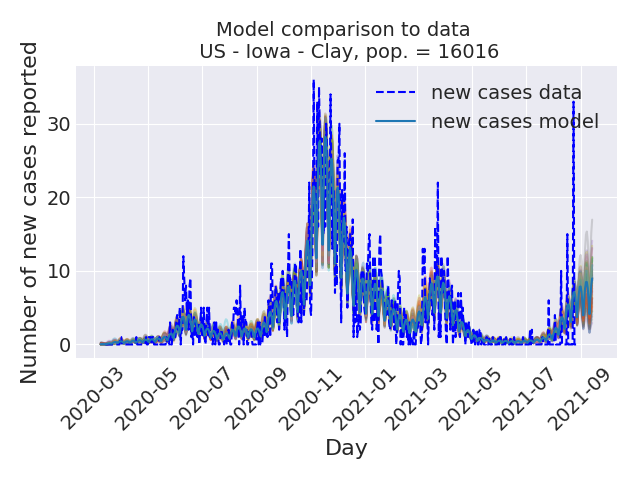 Model comparison to data
US - Iowa - Clay, pop. = 16016
Number of new cases reported
new cases data
new cases model
30
20
10
0
2020-03
2020-05
2020-07
2020-09
2020-11
2021-01
2021-03
2021-05
2021-07
2021-09
Day